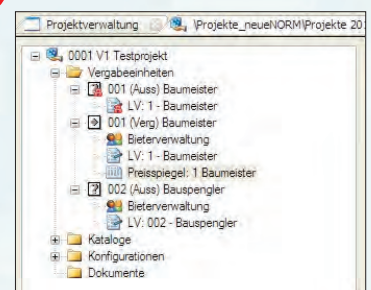 Projektverwaltung \Projekte_neueNORM\Projekte 20
0001 V1 Testprojekt
Vergabeeinheiten
001 (Auss) Baumeister
LV: 1 - Baumeister
001 (Verg) Baumeister
Bieterverwaltung
LV: 1 - Baumeister
Preisspiegel: 1 Baumeister
002 (Auss) Bauspengler
Bieterverwaltung
LV: 002 - Bauspengler
Kataloge
Konfigurationen
Dokumente